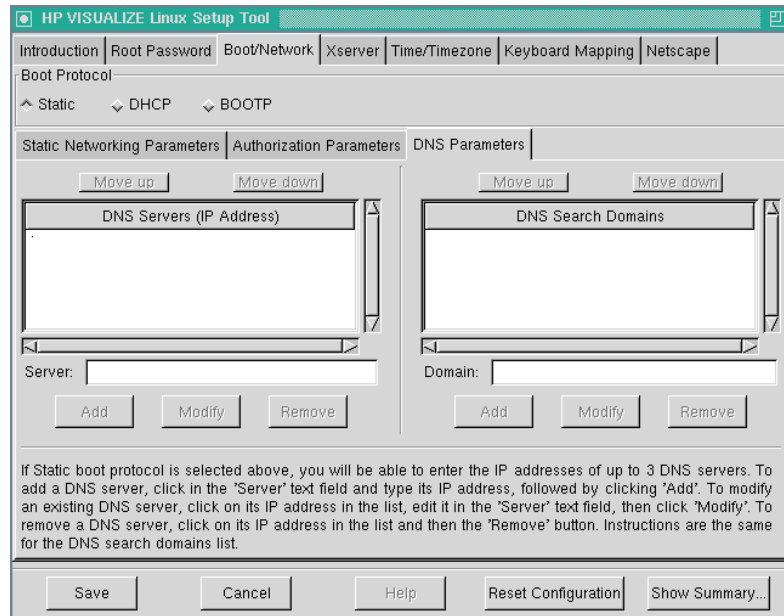 HP VISUALIZE Linux Setup Tool
Introduction Root Password Boot/Network Xserver Time/Timezone Keyboard Mapping Netscape
Boot Protocol
Static DHCP BOOTP
Static Networking Parameters Authorization Parameters DNS Parameters
Move up Move down Move up Move down
DNS Servers (IP Address) DNS Search Domains
Server: Domain:
Add Modify Remove Add Modify Remove
If Static boot protocol is selected above, you will be able to enter the IP addresses of up to 3 DNS servers. To
add a DNS server, click in the 'Server' text field and type its IP address, followed by clicking 'Add'. To modify
an existing DNS server, click on its IP address in the list, edit it in the 'Server' text field, then click 'Modify'. To
remove a DNS server, click on its IP address in the list and then the 'Remove' button. Instructions are the same
for the DNS search domains list.
Save Cancel Help Reset Configuration Show Summary...